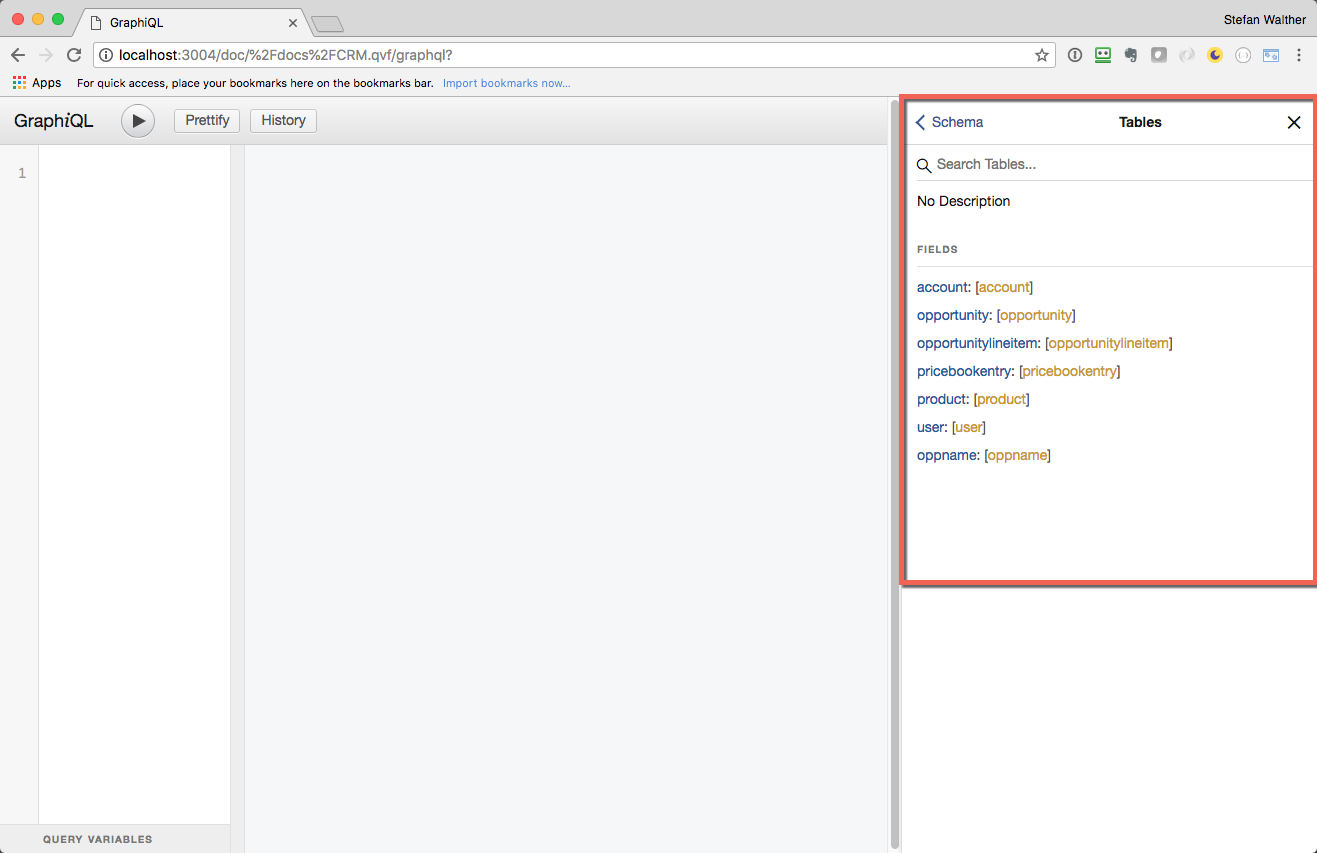 GraphiQL
Stefan Walther
localhost:3004/doc/%2Fdocs%2FCRM.qvf/graphql?
Apps For quick access, place your bookmarks here on the bookmarks bar. Import bookmarks now...
GraphiQL Prettify History
1
QUERY VARIABLES
Schema Tables
Search Tables...
No Description
FIELDS
account: [account]
opportunity: [opportunity]
opportunitylineitem: [opportunitylineitem]
pricebookentry: [pricebookentry]
product: [product]
user: [user]
oppname: [oppname]